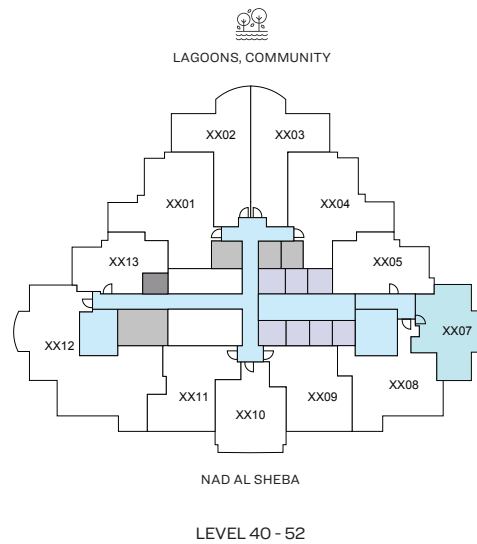 LAGOONS, COMMUNITY
XX02 XX03
XX01 XX04
XX13 XX05
XX12 XX07
XX11 XX10 XX09 XX08
NAD AL SHEBA
LEVEL 40 - 52